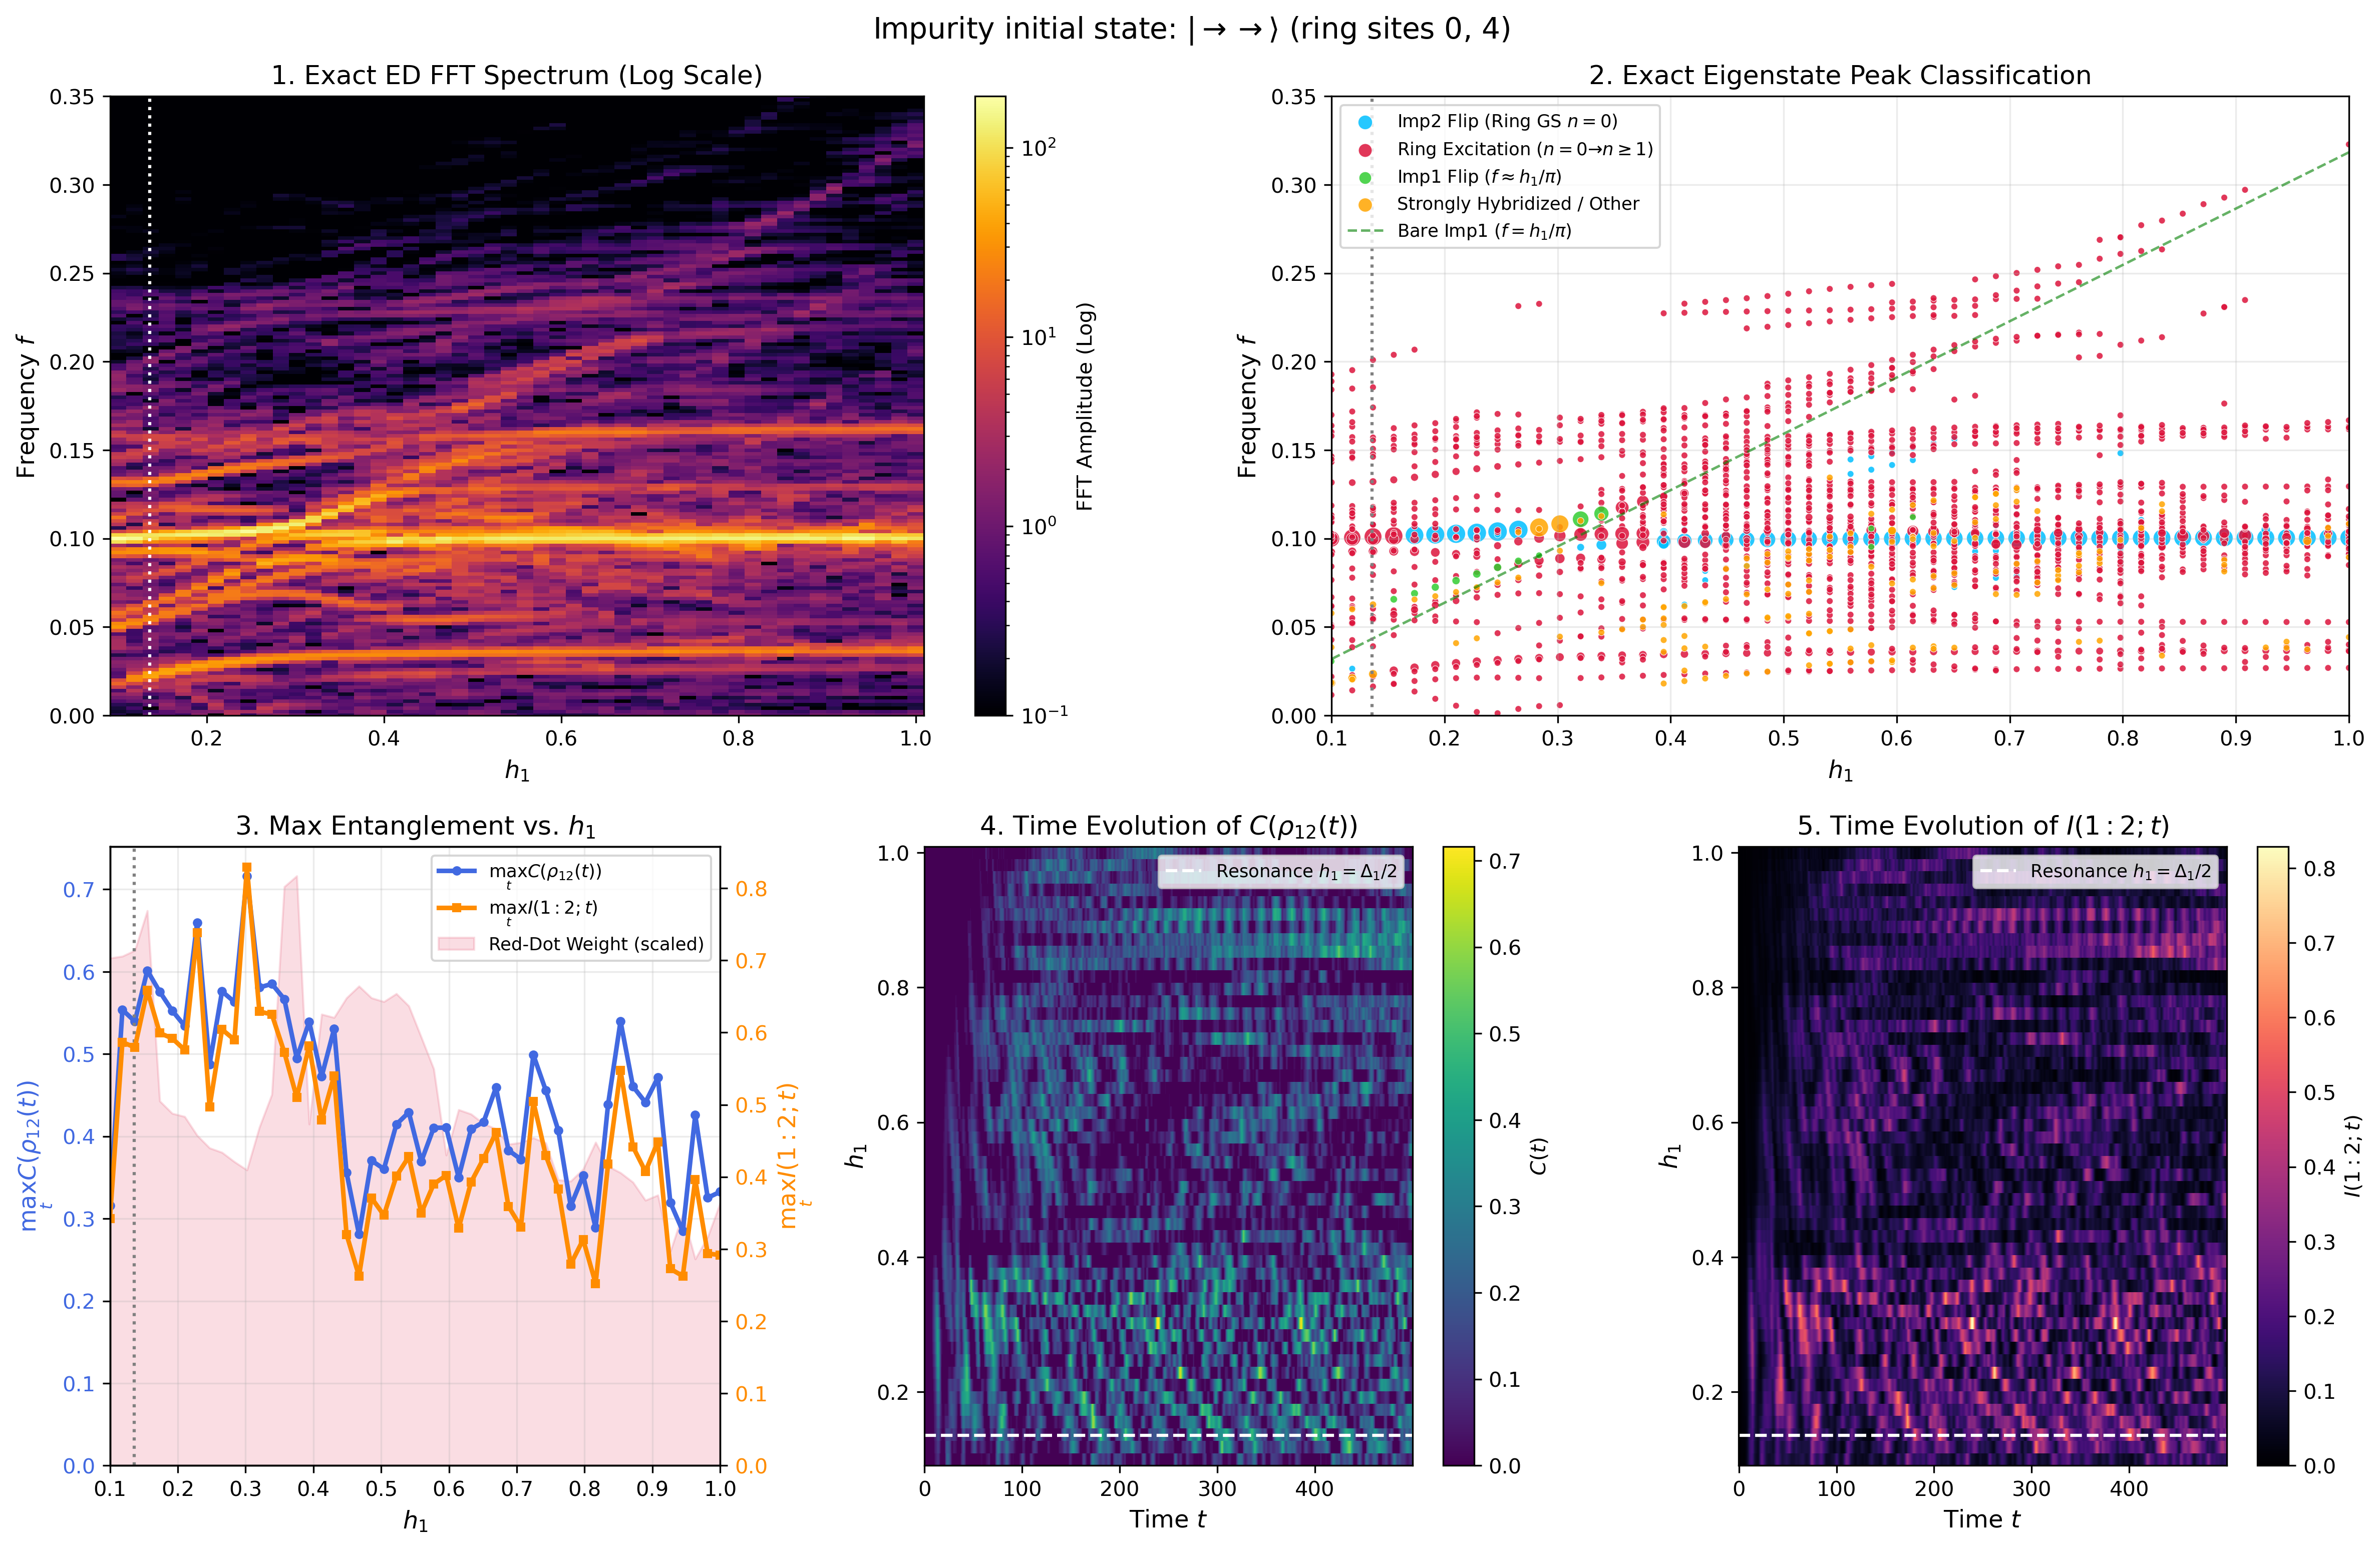 Impurity initial state: |→→⟩ (ring sites 0, 4)
1. Exact ED FFT Spectrum (Log Scale)
Frequency f
0.35
0.30
0.25
0.20
0.15
0.10
0.05
0.00
0.2 0.4 0.6 0.8 1.0
h₁
10²
10¹
10⁰
10⁻¹
FFT Amplitude (Log)
2. Exact Eigenstate Peak Classification
Frequency f
0.35
0.30
0.25
0.20
0.15
0.10
0.05
0.00
Imp2 Flip (Ring GS n = 0)
Ring Excitation (n = 0→n ≥ 1)
Imp1 Flip (f ≈ h₁/π)
Strongly Hybridized / Other
Bare Imp1 (f = h₁/π)
0.1 0.2 0.3 0.4 0.5 0.6 0.7 0.8 0.9 1.0
h₁
3. Max Entanglement vs. h₁
max C(ρ₁₂(t))
t
0.7
0.6
0.5
0.4
0.3
0.2
0.1
0.0
max C(ρ₁₂(t))
t
max I(1 : 2; t)
t
Red-Dot Weight (scaled)
0.8
0.7
0.6
0.5
0.4
0.3
0.2
0.1
0.0
max I(1 : 2; t)
t
0.1 0.2 0.3 0.4 0.5 0.6 0.7 0.8 0.9 1.0
h₁
4. Time Evolution of C(ρ₁₂(t))
h₁
1.0
0.8
0.6
0.4
0.2
Resonance h₁ = Δ₁/2
0 100 200 300 400
Time t
0.7
0.6
0.5
0.4
0.3
0.2
0.1
0.0
C(t)
5. Time Evolution of I(1 : 2; t)
h₁
1.0
0.8
0.6
0.4
0.2
Resonance h₁ = Δ₁/2
0 100 200 300 400
Time t
0.8
0.7
0.6
0.5
0.4
0.3
0.2
0.1
0.0
I(1 : 2; t)